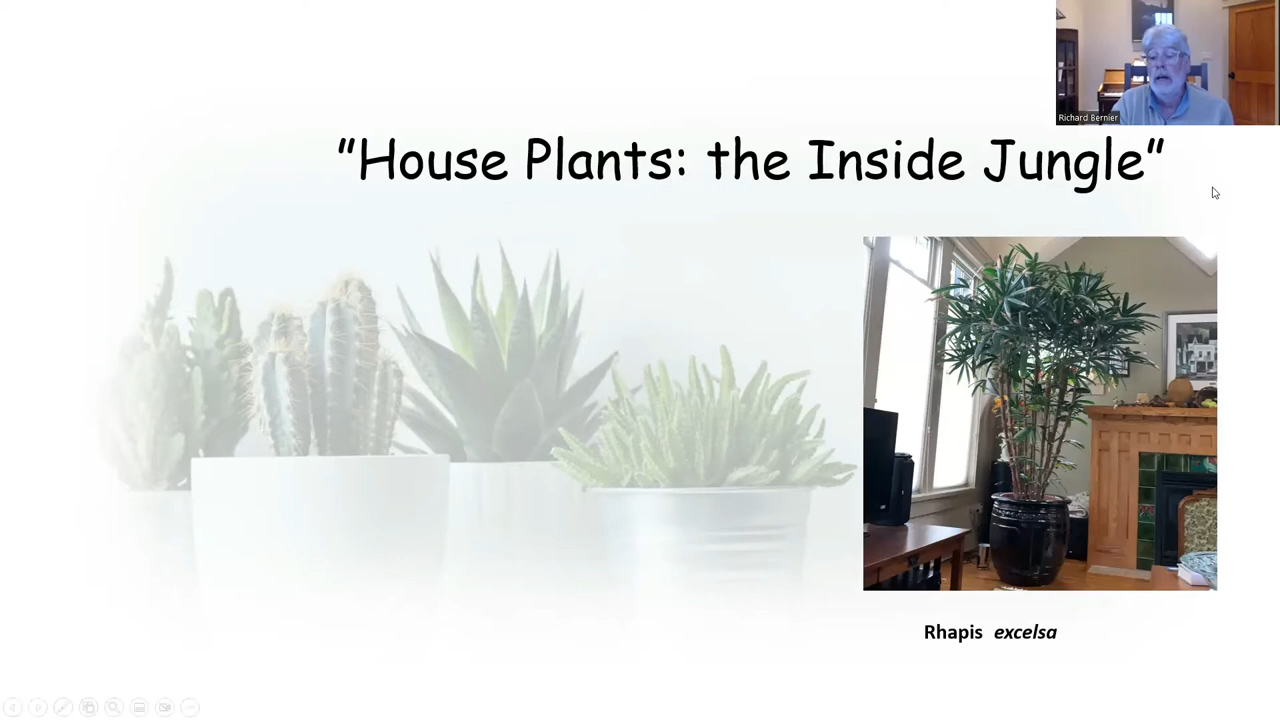 Richard Bernier
"House Plants: the Inside Jungle"
Rhapis excelsa